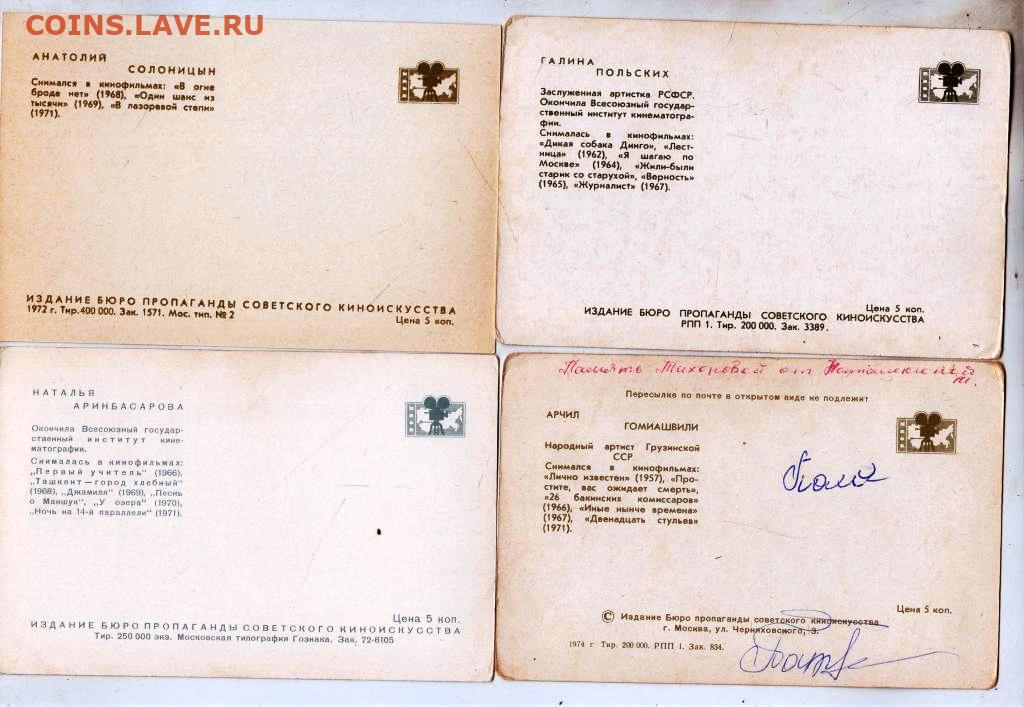 COINS.LAVE.RU
АНАТОЛИЙ
СОЛОНИЦЫН
Снимался в кинофильмах: «В огне
брода нет» (1968), «Один шанс из
тысячи» (1969), «В лазоревой степи»
(1971).
ИЗДАНИЕ БЮРО ПРОПАГАНДЫ СОВЕТСКОГО КИНОИСКУССТВА
1972 г. Тир.400 000. Зак. 1571. Мос. тип. №2
Цена 5 коп.
ГАЛИНА
ПОЛЬСКИХ
Заслуженная артистка РСФСР.
Окончила Всесоюзный государ-
ственный институт кинематогра-
фии.
Снималась в кинофильмах:
«Дикая собака Динго», «Лест-
ница» (1962), «Я шагаю по
Москве» (1964), «Жили-были
старик со старухой», «Верность»
(1965), «Журналист» (1967).
Цена 5 коп.
ИЗДАНИЕ БЮРО ПРОПАГАНДЫ СОВЕТСКОГО КИНОИСКУССТВА
РПП 1. Тир. 200 000. Зак. 3389.
НАТАЛЬЯ
АРИНБАСАРОВА
Окончила Всесоюзный государ-
ственный институт кине-
матографии.
Снималась в кинофильмах:
„Первый учитель" (1966),
„Ташкент—город хлебный"
(1968), „Джамиля" (1969), „Песнь
о Маншук", „У озера" (1970),
„Ночь на 14-й параллели" (1971).
Цена 5 коп.
ИЗДАНИЕ БЮРО ПРОПАГАНДЫ СОВЕТСКОГО КИНОИСКУССТВА
Тир. 250 000 экз. Московская типография Гознака. Зак. 72-8105
Память Тихоновой от
Пересылке по почте в открытом виде не подлежит
АРЧИЛ
ГОМИАШВИЛИ
Народный артист Грузинской
ССР
Снимался в кинофильмах:
«Лично известен» (1957), «Про-
стите, вас ожидает смерть»,
«26 бакинских комиссаров»
(1966), «Иные нынче времена»
(1967), «Двенадцать стульев»
(1971).
Цена 5 коп.
© Издание Бюро пропаганды советского киноискусства
г. Москва, ул. Черняховского, 3.
1974 г Тир. 200 000. РПП 1. Зак. 834.